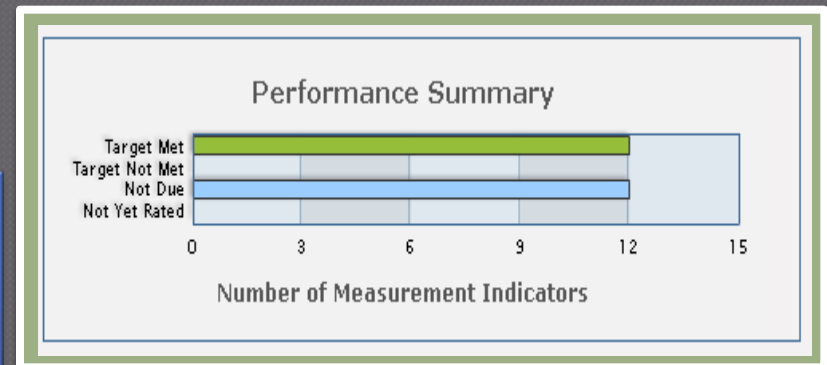 Performance Summary
Target Met
Target Not Met
Not Due
Not Yet Rated
0 3 6 9 12 15
Number of Measurement Indicators